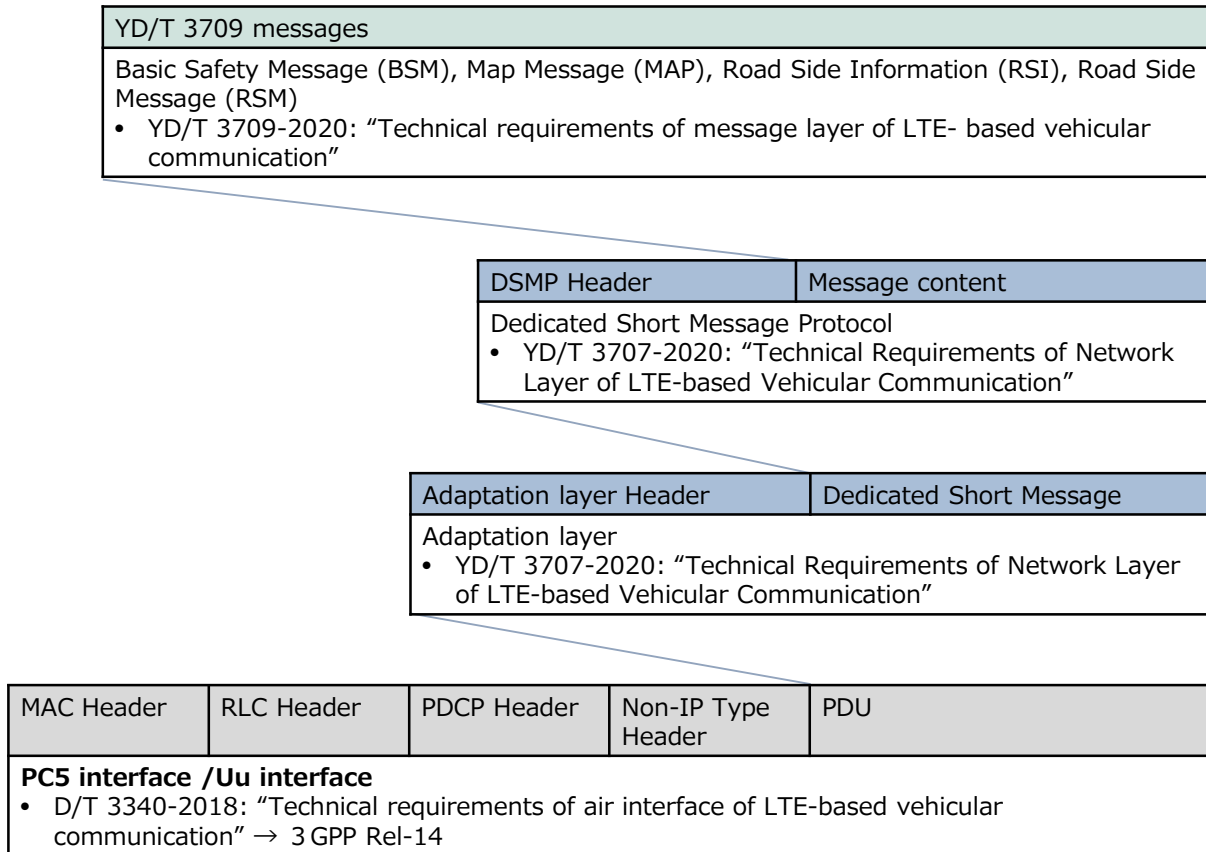 YD/T 3709 messages
Basic Safety Message (BSM), Map Message (MAP), Road Side Information (RSI), Road Side
Message (RSM)
• YD/T 3709-2020: “Technical requirements of message layer of LTE- based vehicular
communication”
DSMP Header Message content
Dedicated Short Message Protocol
• YD/T 3707-2020: “Technical Requirements of Network
Layer of LTE-based Vehicular Communication”
Adaptation layer Header Dedicated Short Message
Adaptation layer
• YD/T 3707-2020: “Technical Requirements of Network Layer
of LTE-based Vehicular Communication”
MAC Header RLC Header PDCP Header Non-IP Type PDU
Header
PC5 interface /Uu interface
• D/T 3340-2018: “Technical requirements of air interface of LTE-based vehicular
communication” → 3GPP Rel-14